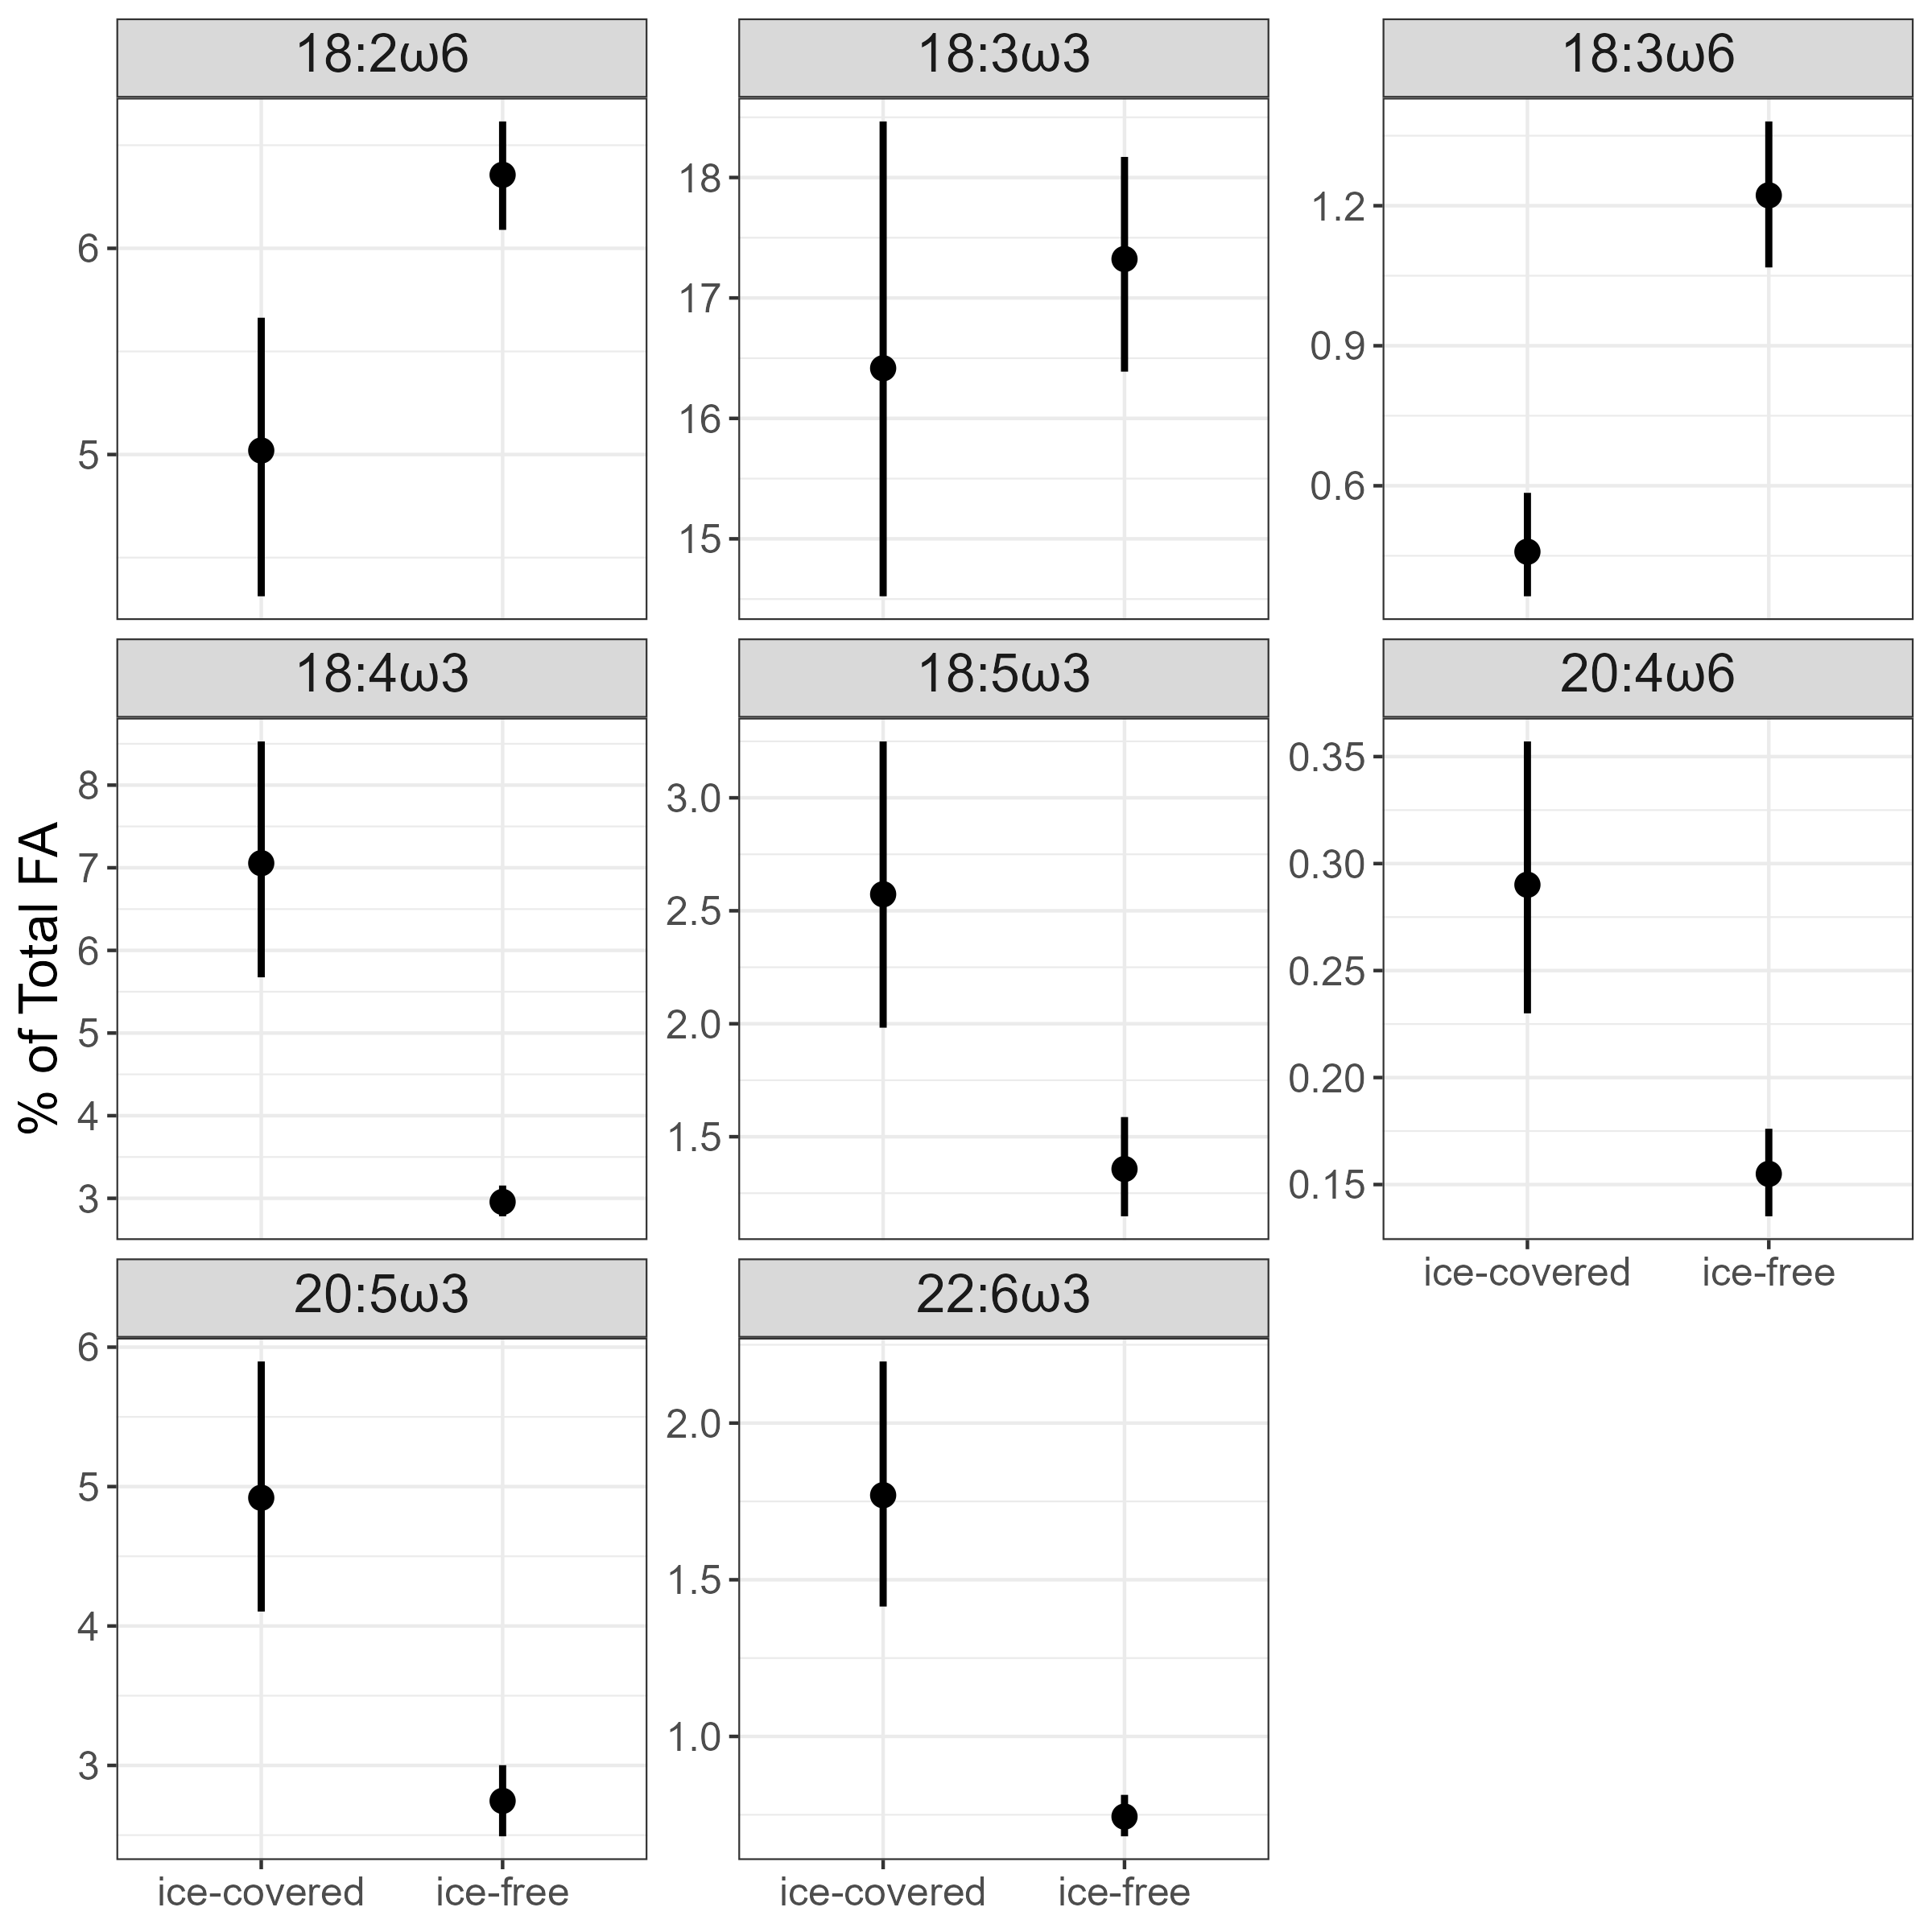 18:2ω6
18:3ω3
18:3ω6
6
5
18
17
16
15
1.2
0.9
0.6
% of Total FA
18:4ω3
18:5ω3
20:4ω6
8
7
6
5
4
3
3.0
2.5
2.0
1.5
0.35
0.30
0.25
0.20
0.15
ice-covered ice-free
20:5ω3
22:6ω3
6
5
4
3
2.0
1.5
1.0
ice-covered ice-free
ice-covered ice-free